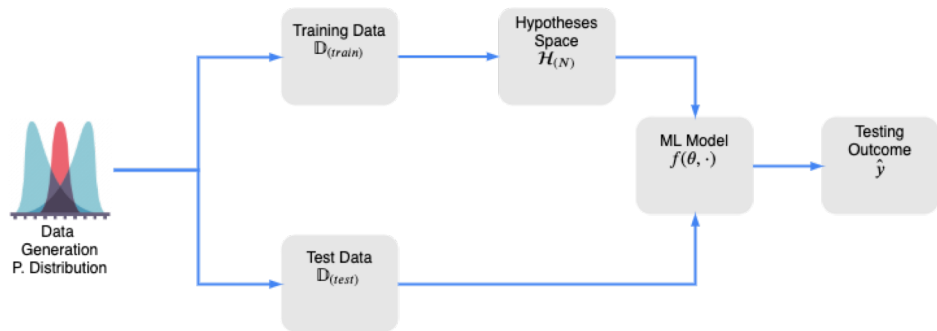 Training Data
𝔻(train)
Hypotheses
Space
ℋ(N)
ML Model
f(θ, ·)
Testing
Outcome
ŷ
Data
Generation
P. Distribution
Test Data
𝔻(test)